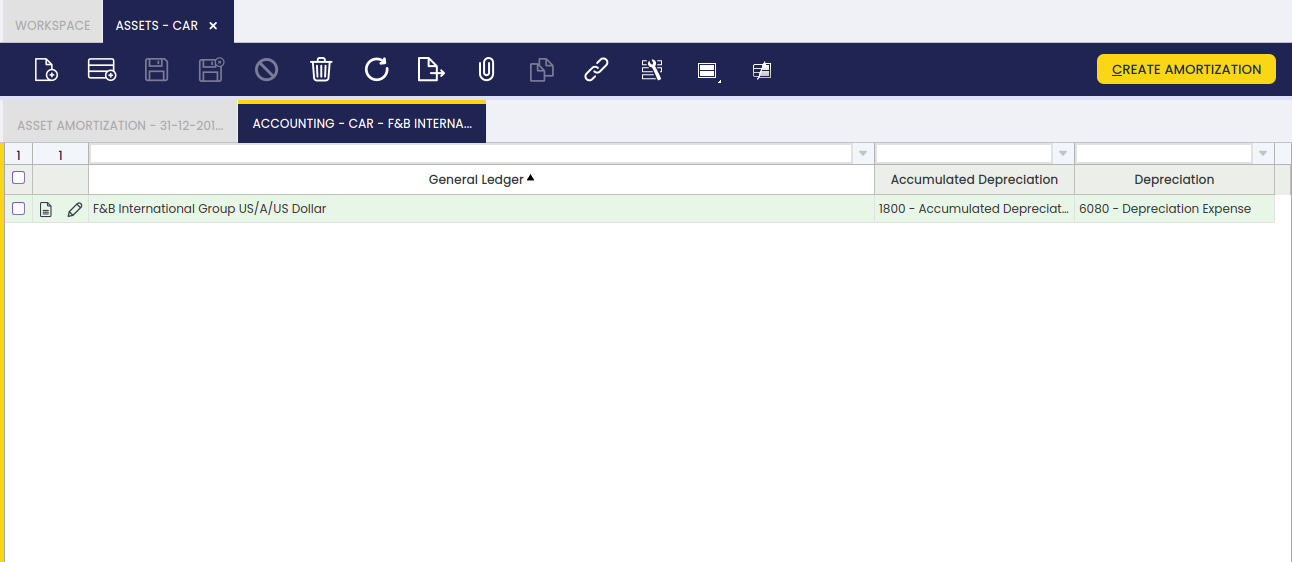 WORKSPACE
ASSETS - CAR ×
CREATE AMORTIZATION
ASSET AMORTIZATION - 31-12-201...
ACCOUNTING - CAR - F&B INTERNA...
1 1
General Ledger Accumulated Depreciation Depreciation
F&B International Group US/A/US Dollar 1800 - Accumulated Depreciat... 6080 - Depreciation Expense